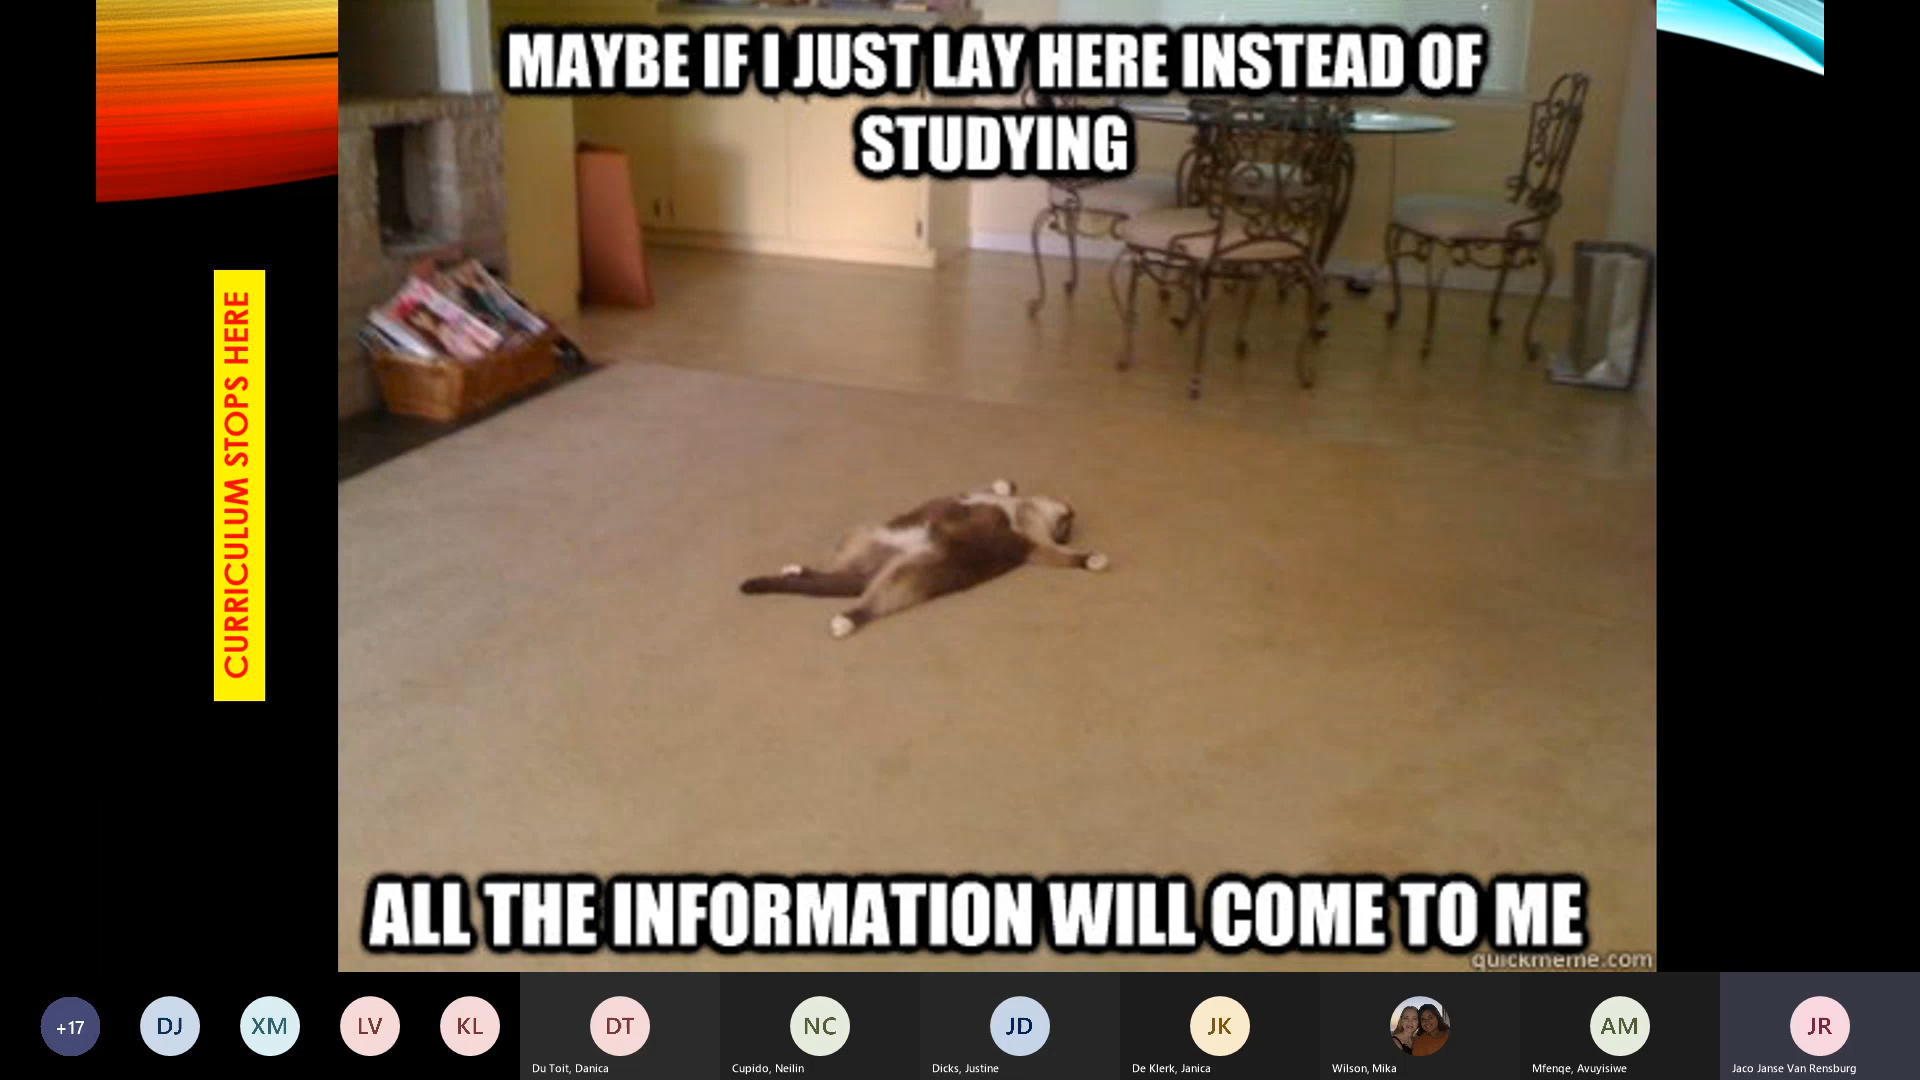 MAYBE IF I JUST LAY HERE INSTEAD OF
STUDYING
CURRICULUM STOPS HERE
ALL THE INFORMATION WILL COME TO ME
quickmeme.com
+17
DJ
XM
LV
KL
DT
NC
JD
JK
AM
JR
Du Toit, Danica
Cupido, Neilin
Dicks, Justine
De Klerk, Janica
Wilson, Mika
Mfenqe, Avuyisiwe
Jaco Janse Van Rensburg